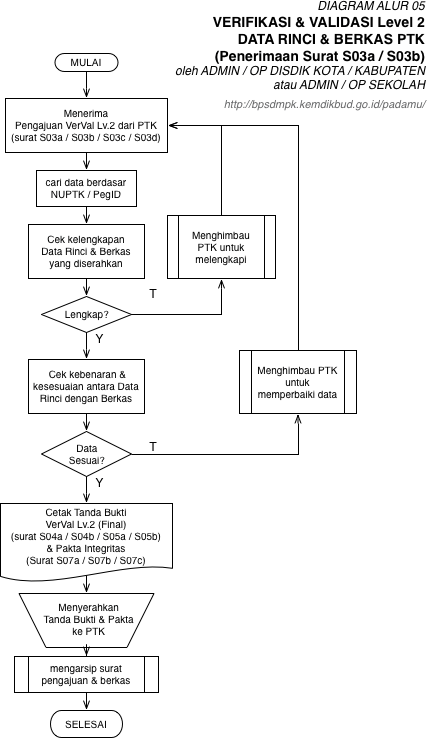 DIAGRAM ALUR 05
VERIFIKASI & VALIDASI Level 2
DATA RINCI & BERKAS PTK
(Penerimaan Surat S03a / S03b)
oleh ADMIN / OP DISDIK KOTA / KABUPATEN
atau ADMIN / OP SEKOLAH
http://bpsdmpk.kemdikbud.go.id/padamu/
MULAI
Menerima
Pengajuan VerVal Lv.2 dari PTK
(surat S03a / S03b / S03c / S03d)
cari data berdasar
NUPTK / PegID
Cek kelengkapan
Data Rinci & Berkas
yang diserahkan
Menghimbau
PTK untuk
melengkapi
Lengkap?
T
Y
Cek kebenaran &
kesesuaian antara Data
Rinci dengan Berkas
Menghimbau PTK
untuk
memperbaiki data
Data
Sesuai?
T
Y
Cetak Tanda Bukti
VerVal Lv.2 (Final)
(surat S04a / S04b / S05a / S05b)
& Pakta Integritas
(Surat S07a / S07b / S07c)
Menyerahkan
Tanda Bukti & Pakta
ke PTK
mengarsip surat
pengajuan & berkas
SELESAI